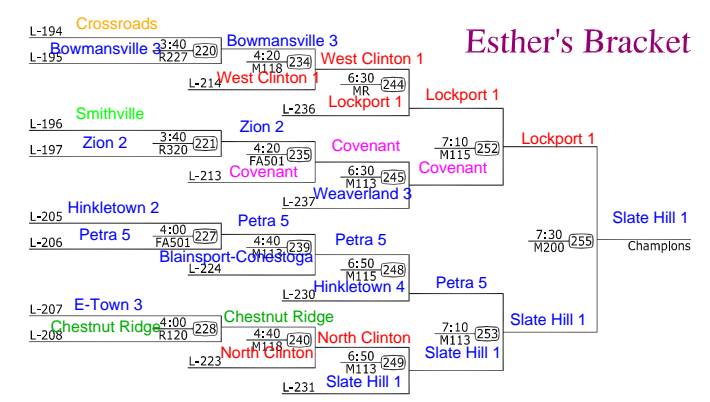 Esther's Bracket
L-194 Crossroads
L-195 Bowmansville 3
3:40 R227 220
Bowmansville 3
4:20 M118 234
L-214 West Clinton 1
West Clinton 1
6:30 MR 244
L-236 Lockport 1
Lockport 1
L-196 Smithville
L-197 Zion 2
3:40 R320 221
Zion 2
4:20 FA501 235
L-213 Covenant
Covenant
6:30 M113 245
L-237 Weaverland 3
Covenant
7:10 M115 252
Lockport 1
L-205 Hinkletown 2
L-206 Petra 5
4:00 FA501 227
Petra 5
4:40 M113 239
L-224 Blainsport-Conestoga
Petra 5
6:50 M115 248
L-230 Hinkletown 4
Petra 5
L-207 E-Town 3
L-208 Chestnut Ridge
4:00 R120 228
Chestnut Ridge
4:40 M118 240
L-223 North Clinton
North Clinton
6:50 M113 249
L-231 Slate Hill 1
Slate Hill 1
7:10 M113 253
Slate Hill 1
7:30 M200 255
Slate Hill 1
Champions